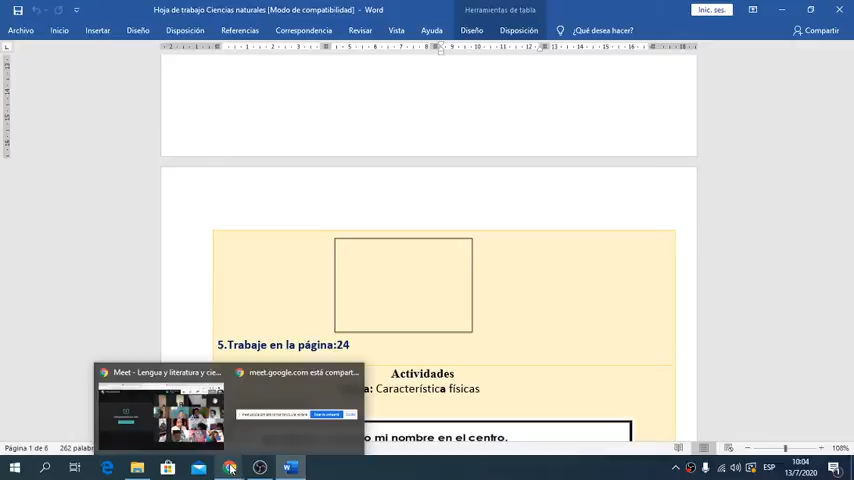 Hoja de trabajo Ciencias naturales [Modo de compatibilidad] - Word
Herramientas de tabla
Inic. ses.
Archivo Inicio Insertar Diseño Disposición Referencias Correspondencia Revisar Vista Ayuda Diseño Disposición ¿Qué desea hacer? Compartir
5.Trabaje en la página:24
Actividades
Característica físicas
o mi nombre en el centro.
Meet - Lengua y literatura y cie...
meet.google.com está compart...
Página 1 de 6 262 palabras
108%
ESP
10:04
13/7/2020